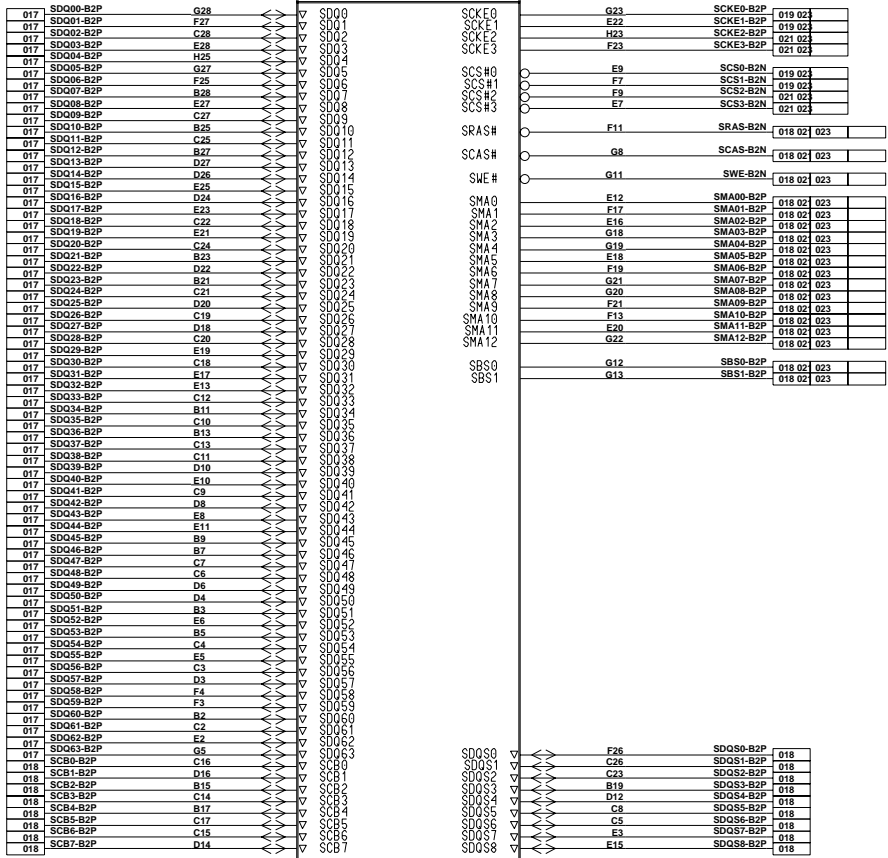 017 SDQ00-B2P G28 SDQ0
017 SDQ01-B2P F27 SDQ1
017 SDQ02-B2P C28 SDQ2
017 SDQ03-B2P E28 SDQ3
017 SDQ04-B2P H25 SDQ4
017 SDQ05-B2P G27 SDQ5
017 SDQ06-B2P F25 SDQ6
017 SDQ07-B2P B28 SDQ7
017 SDQ08-B2P E27 SDQ8
017 SDQ09-B2P C27 SDQ9
017 SDQ10-B2P B25 SDQ10
017 SDQ11-B2P C25 SDQ11
017 SDQ12-B2P B27 SDQ12
017 SDQ13-B2P D27 SDQ13
017 SDQ14-B2P D26 SDQ14
017 SDQ15-B2P E25 SDQ15
017 SDQ16-B2P D24 SDQ16
017 SDQ17-B2P E23 SDQ17
017 SDQ18-B2P C22 SDQ18
017 SDQ19-B2P E21 SDQ19
017 SDQ20-B2P C24 SDQ20
017 SDQ21-B2P B23 SDQ21
017 SDQ22-B2P D22 SDQ22
017 SDQ23-B2P B21 SDQ23
017 SDQ24-B2P C21 SDQ24
017 SDQ25-B2P D20 SDQ25
017 SDQ26-B2P C19 SDQ26
017 SDQ27-B2P D18 SDQ27
017 SDQ28-B2P C20 SDQ28
017 SDQ29-B2P E19 SDQ29
017 SDQ30-B2P C18 SDQ30
017 SDQ31-B2P E17 SDQ31
017 SDQ32-B2P E13 SDQ32
017 SDQ33-B2P C12 SDQ33
017 SDQ34-B2P B11 SDQ34
017 SDQ35-B2P C10 SDQ35
017 SDQ36-B2P B13 SDQ36
017 SDQ37-B2P C13 SDQ37
017 SDQ38-B2P C11 SDQ38
017 SDQ39-B2P D10 SDQ39
017 SDQ40-B2P E10 SDQ40
017 SDQ41-B2P C9 SDQ41
017 SDQ42-B2P D8 SDQ42
017 SDQ43-B2P E8 SDQ43
017 SDQ44-B2P E11 SDQ44
017 SDQ45-B2P B9 SDQ45
017 SDQ46-B2P B7 SDQ46
017 SDQ47-B2P C7 SDQ47
017 SDQ48-B2P C6 SDQ48
017 SDQ49-B2P D6 SDQ49
017 SDQ50-B2P D4 SDQ50
017 SDQ51-B2P B3 SDQ51
017 SDQ52-B2P E6 SDQ52
017 SDQ53-B2P B5 SDQ53
017 SDQ54-B2P C4 SDQ54
017 SDQ55-B2P E5 SDQ55
017 SDQ56-B2P C3 SDQ56
017 SDQ57-B2P D3 SDQ57
017 SDQ58-B2P F4 SDQ58
017 SDQ59-B2P F3 SDQ59
017 SDQ60-B2P B2 SDQ60
017 SDQ61-B2P C2 SDQ61
017 SDQ62-B2P E2 SDQ62
017 SDQ63-B2P G5 SDQ63
018 SCB0-B2P C16 SCB0
018 SCB1-B2P D16 SCB1
018 SCB2-B2P B15 SCB2
018 SCB3-B2P C14 SCB3
018 SCB4-B2P B17 SCB4
018 SCB5-B2P C17 SCB5
018 SCB6-B2P C15 SCB6
018 SCB7-B2P D14 SCB7
SCKE0 G23 SCKE0-B2P 019 023
SCKE1 E22 SCKE1-B2P 019 023
SCKE2 H23 SCKE2-B2P 021 023
SCKE3 F23 SCKE3-B2P 021 023
SCS#0 E9 SCS0-B2N 019 023
SCS#1 F7 SCS1-B2N 019 023
SCS#2 F9 SCS2-B2N 021 023
SCS#3 E7 SCS3-B2N 021 023
SRAS# F11 SRAS-B2N 018 021 023
SCAS# G8 SCAS-B2N 018 021 023
SWE# G11 SWE-B2N 018 021 023
SMA0 E12 SMA00-B2P 018 021 023
SMA1 F17 SMA01-B2P 018 021 023
SMA2 E16 SMA02-B2P 018 021 023
SMA3 G18 SMA03-B2P 018 021 023
SMA4 G19 SMA04-B2P 018 021 023
SMA5 E18 SMA05-B2P 018 021 023
SMA6 F19 SMA06-B2P 018 021 023
SMA7 G21 SMA07-B2P 018 021 023
SMA8 G20 SMA08-B2P 018 021 023
SMA9 F21 SMA09-B2P 018 021 023
SMA10 F13 SMA10-B2P 018 021 023
SMA11 E20 SMA11-B2P 018 021 023
SMA12 G22 SMA12-B2P 018 021 023
SBS0 G12 SBS0-B2P 018 021 023
SBS1 G13 SBS1-B2P 018 021 023
SDQS0 F26 SDQS0-B2P 018
SDQS1 C26 SDQS1-B2P 018
SDQS2 C23 SDQS2-B2P 018
SDQS3 B19 SDQS3-B2P 018
SDQS4 D12 SDQS4-B2P 018
SDQS5 C8 SDQS5-B2P 018
SDQS6 C5 SDQS6-B2P 018
SDQS7 E3 SDQS7-B2P 018
SDQS8 E15 SDQS8-B2P 018